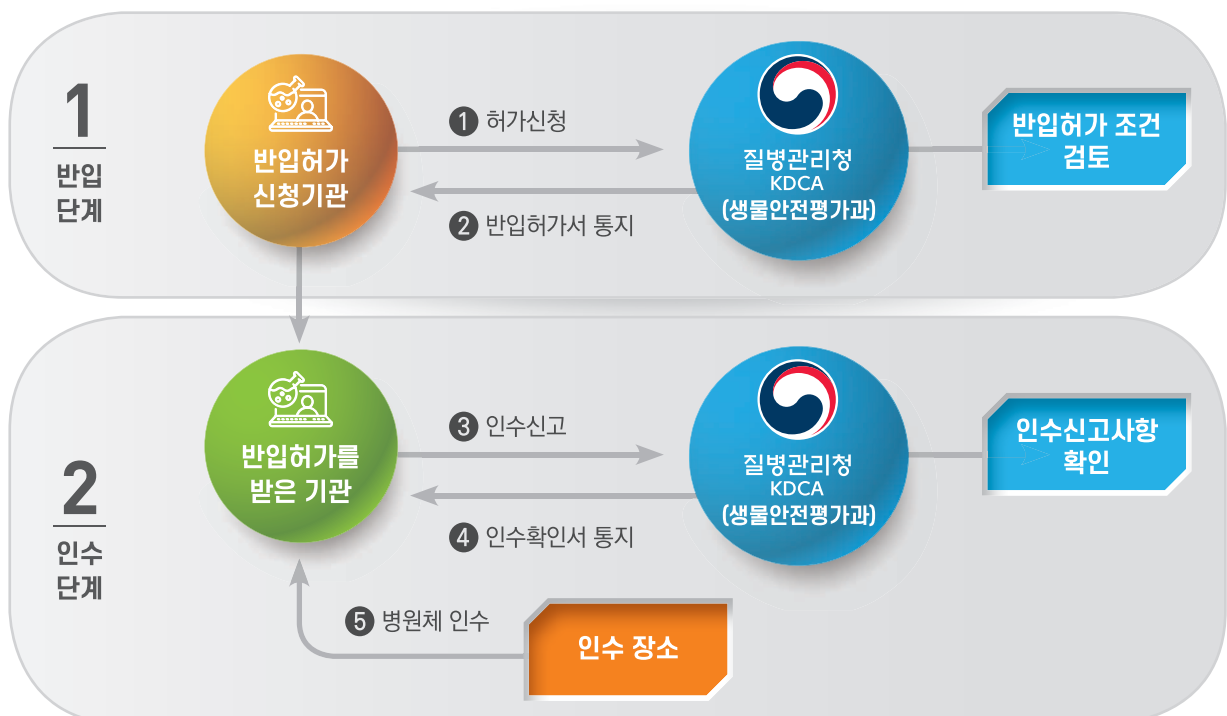 1
반입
단계
반입허가
신청기관
❶ 허가신청
❷ 반입허가서 통지
질병관리청
KDCA
(생물안전평가과)
반입허가 조건
검토
2
인수
단계
반입허가를
받은 기관
❸ 인수신고
❹ 인수확인서 통지
질병관리청
KDCA
(생물안전평가과)
인수신고사항
확인
❺ 병원체 인수
인수 장소